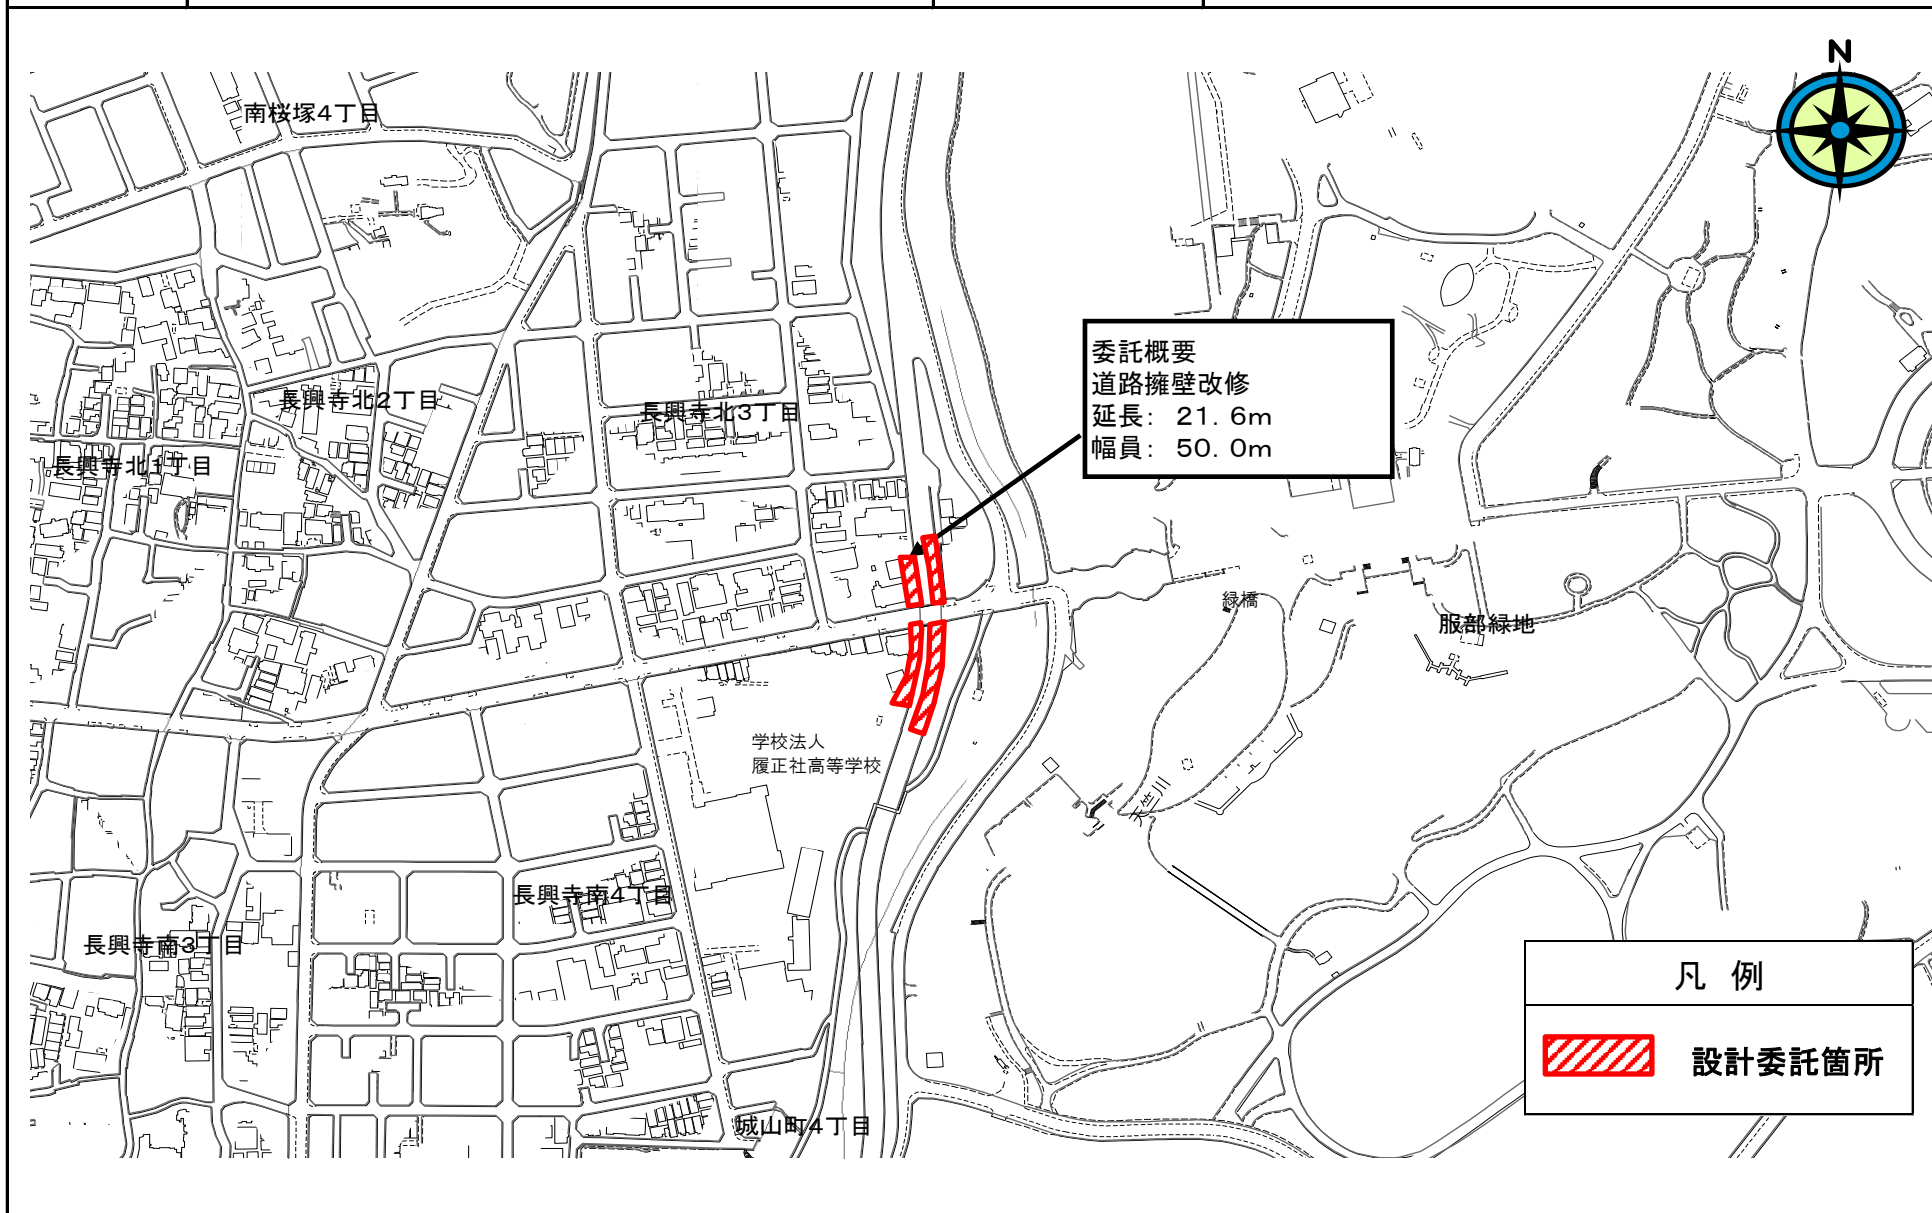 N
南桜塚4丁目
委託概要
道路擁壁改修
延長： 21．6m
幅員： 50．0m
長興寺北2丁目
長興寺北3丁目
長興寺北1丁目
緑橋
服部緑地
学校法人
履正社高等学校
天竺川
長興寺南4丁目
長興寺南3丁目
凡 例
設計委託箇所
城山町4丁目